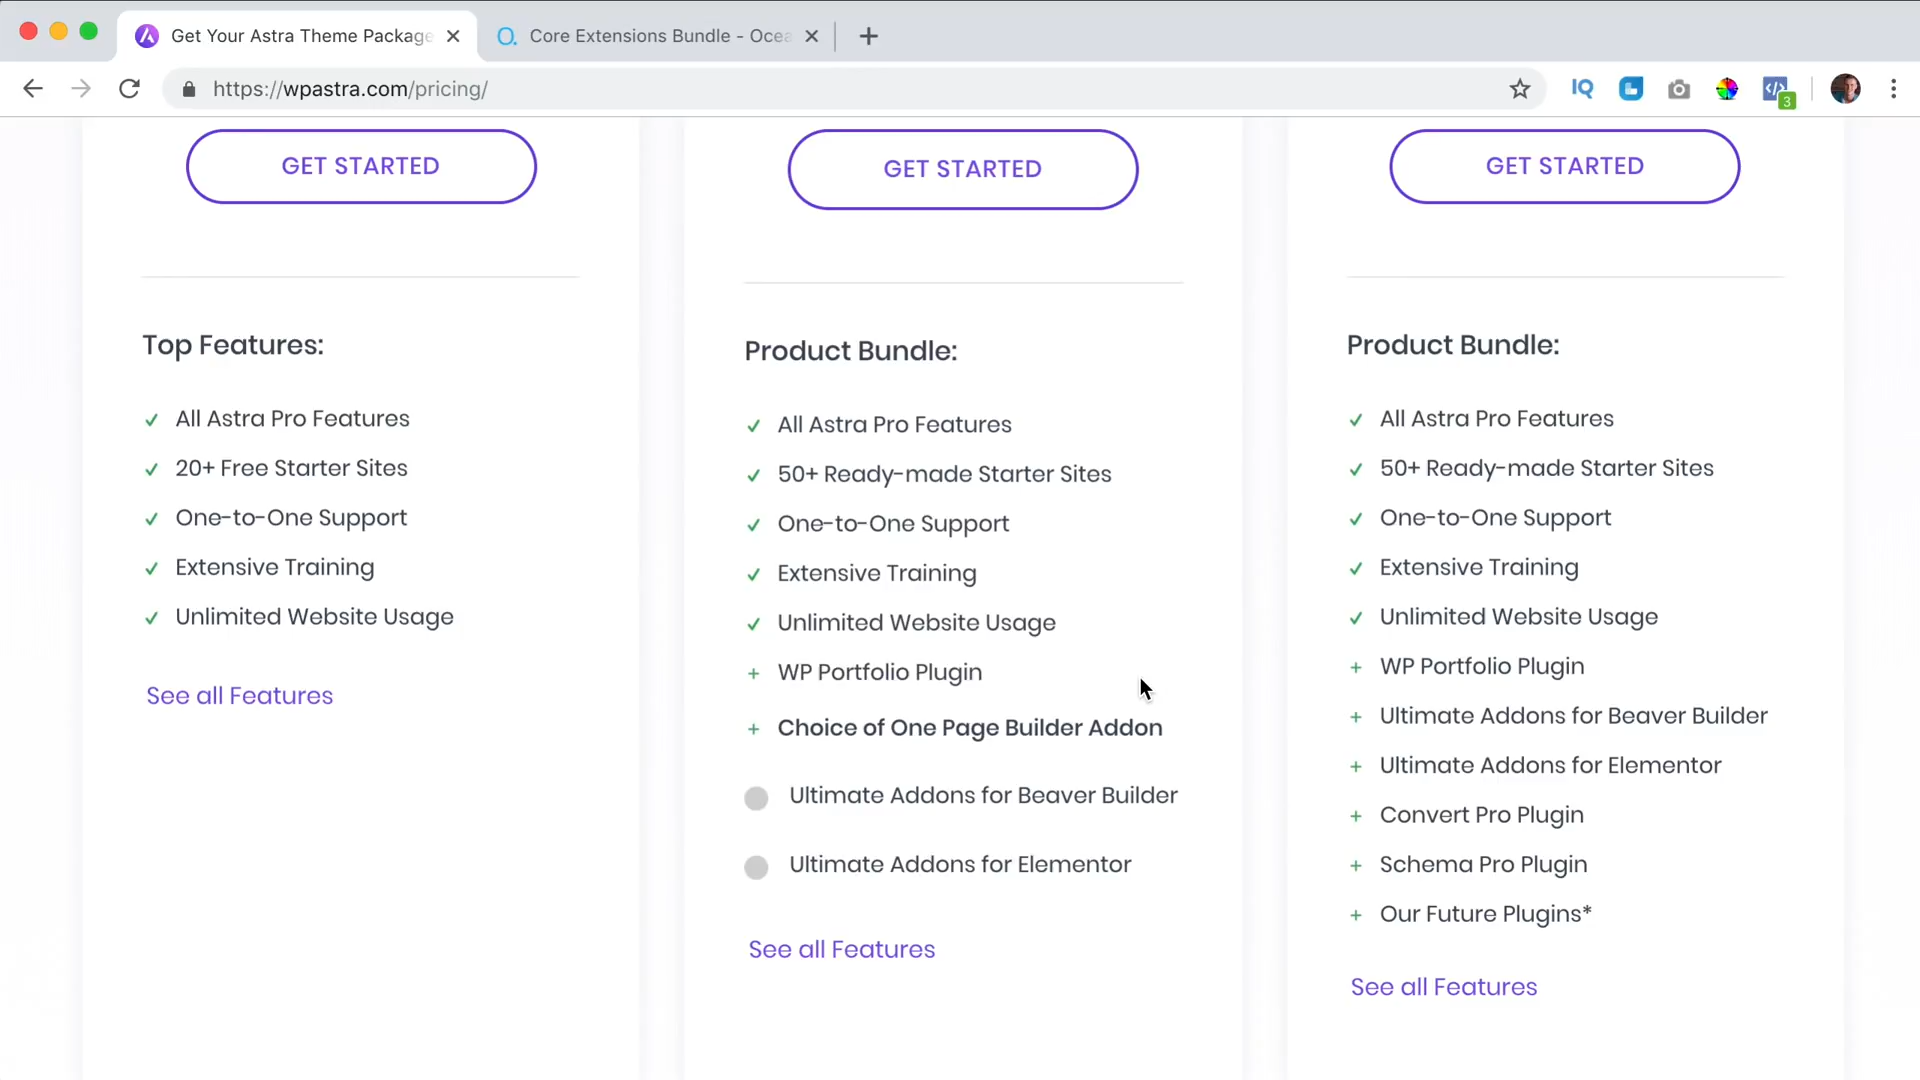 Get Your Astra Theme Package
Core Extensions Bundle - Ocea
https://wpastra.com/pricing/
IQ
3
GET STARTED
Top Features:
All Astra Pro Features
20+ Free Starter Sites
One-to-One Support
Extensive Training
Unlimited Website Usage
See all Features
GET STARTED
Product Bundle:
All Astra Pro Features
50+ Ready-made Starter Sites
One-to-One Support
Extensive Training
Unlimited Website Usage
+ WP Portfolio Plugin
+ Choice of One Page Builder Addon
Ultimate Addons for Beaver Builder
Ultimate Addons for Elementor
See all Features
GET STARTED
Product Bundle:
All Astra Pro Features
50+ Ready-made Starter Sites
One-to-One Support
Extensive Training
Unlimited Website Usage
+ WP Portfolio Plugin
+ Ultimate Addons for Beaver Builder
+ Ultimate Addons for Elementor
+ Convert Pro Plugin
+ Schema Pro Plugin
+ Our Future Plugins*
See all Features